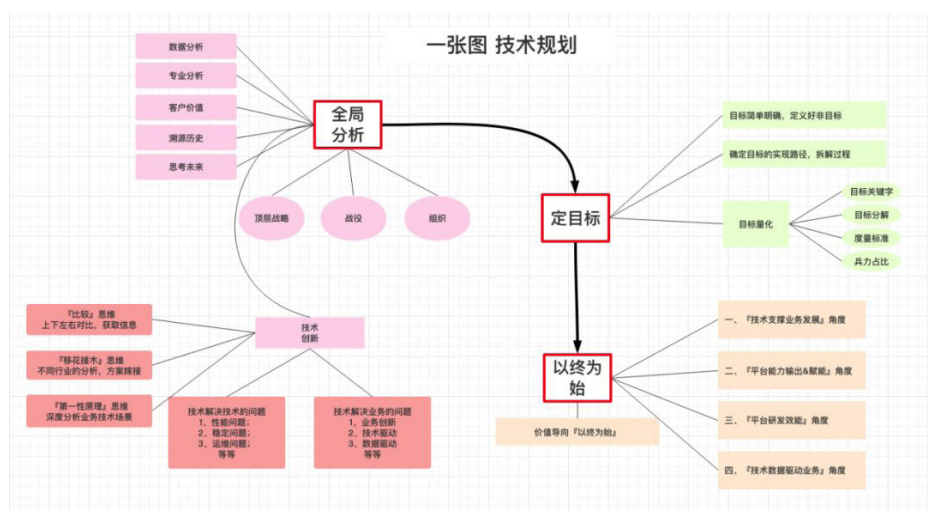 一张图 技术规划
数据分析
专业分析
客户价值
溯源历史
思考未来
全局
分析
顶层战略
战役
组织
定目标
目标简单明确，定义好非目标
确定目标的实现路径，拆解过程
目标量化
目标关键字
目标分解
度量标准
兵力占比
技术
创新
『比较』思维
上下左右对比，获取信息
『移花接木』思维
不同行业的分析，方案嫁接
『第一性原理』思维
深度分析业务技术场景
技术解决技术的问题
1、性能问题；
2、稳定问题；
3、运维问题；
等等
技术解决业务的问题
1、业务创新
2、技术驱动
3、数据驱动
等等
以终为
始
价值导向『以终为始』
一、『技术支撑业务发展』角度
二、『平台能力输出&赋能』角度
三、『平台研发效能』角度
四、『技术数据驱动业务』角度